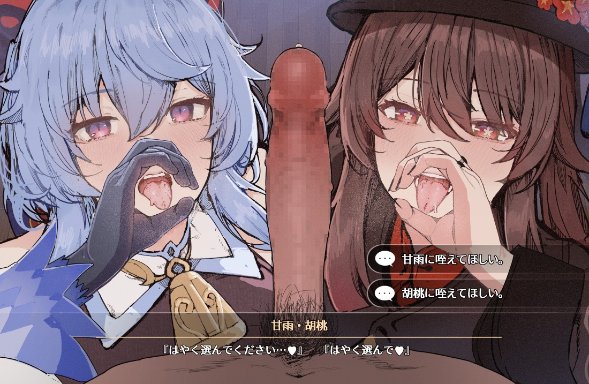 甘雨に咥えてほしい。
胡桃に咥えてほしい。
甘雨・胡桃
『はやく選んでください…♥』 『はやく選んで♥』